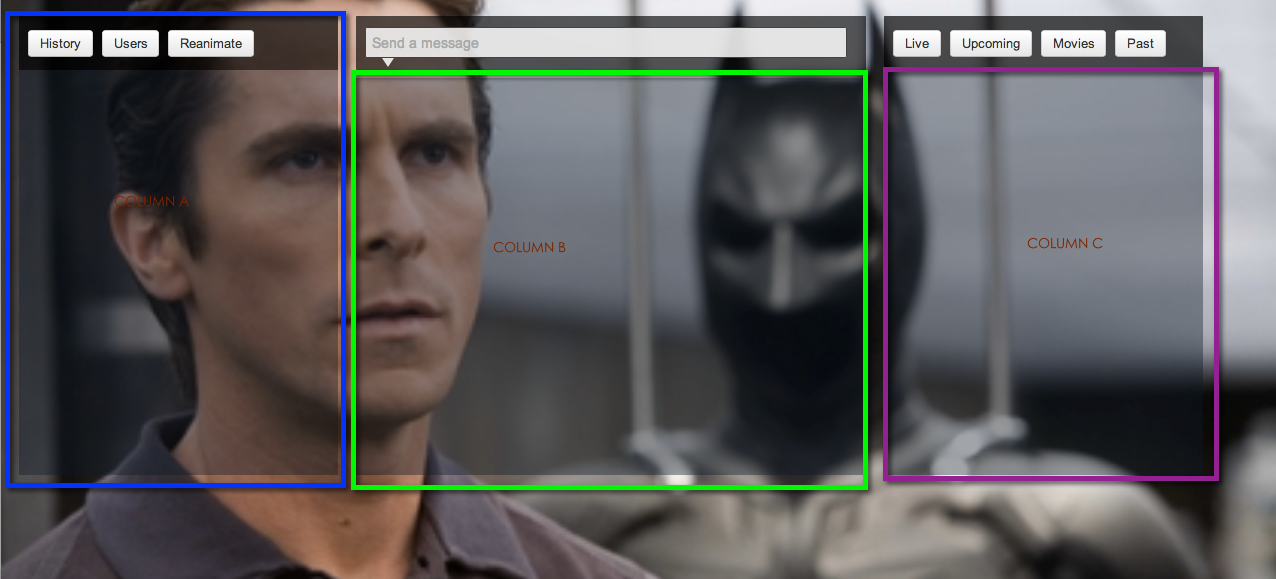 History Users Reanimate
Send a message
Live Upcoming Movies Past
COLUMN A
COLUMN B
COLUMN C